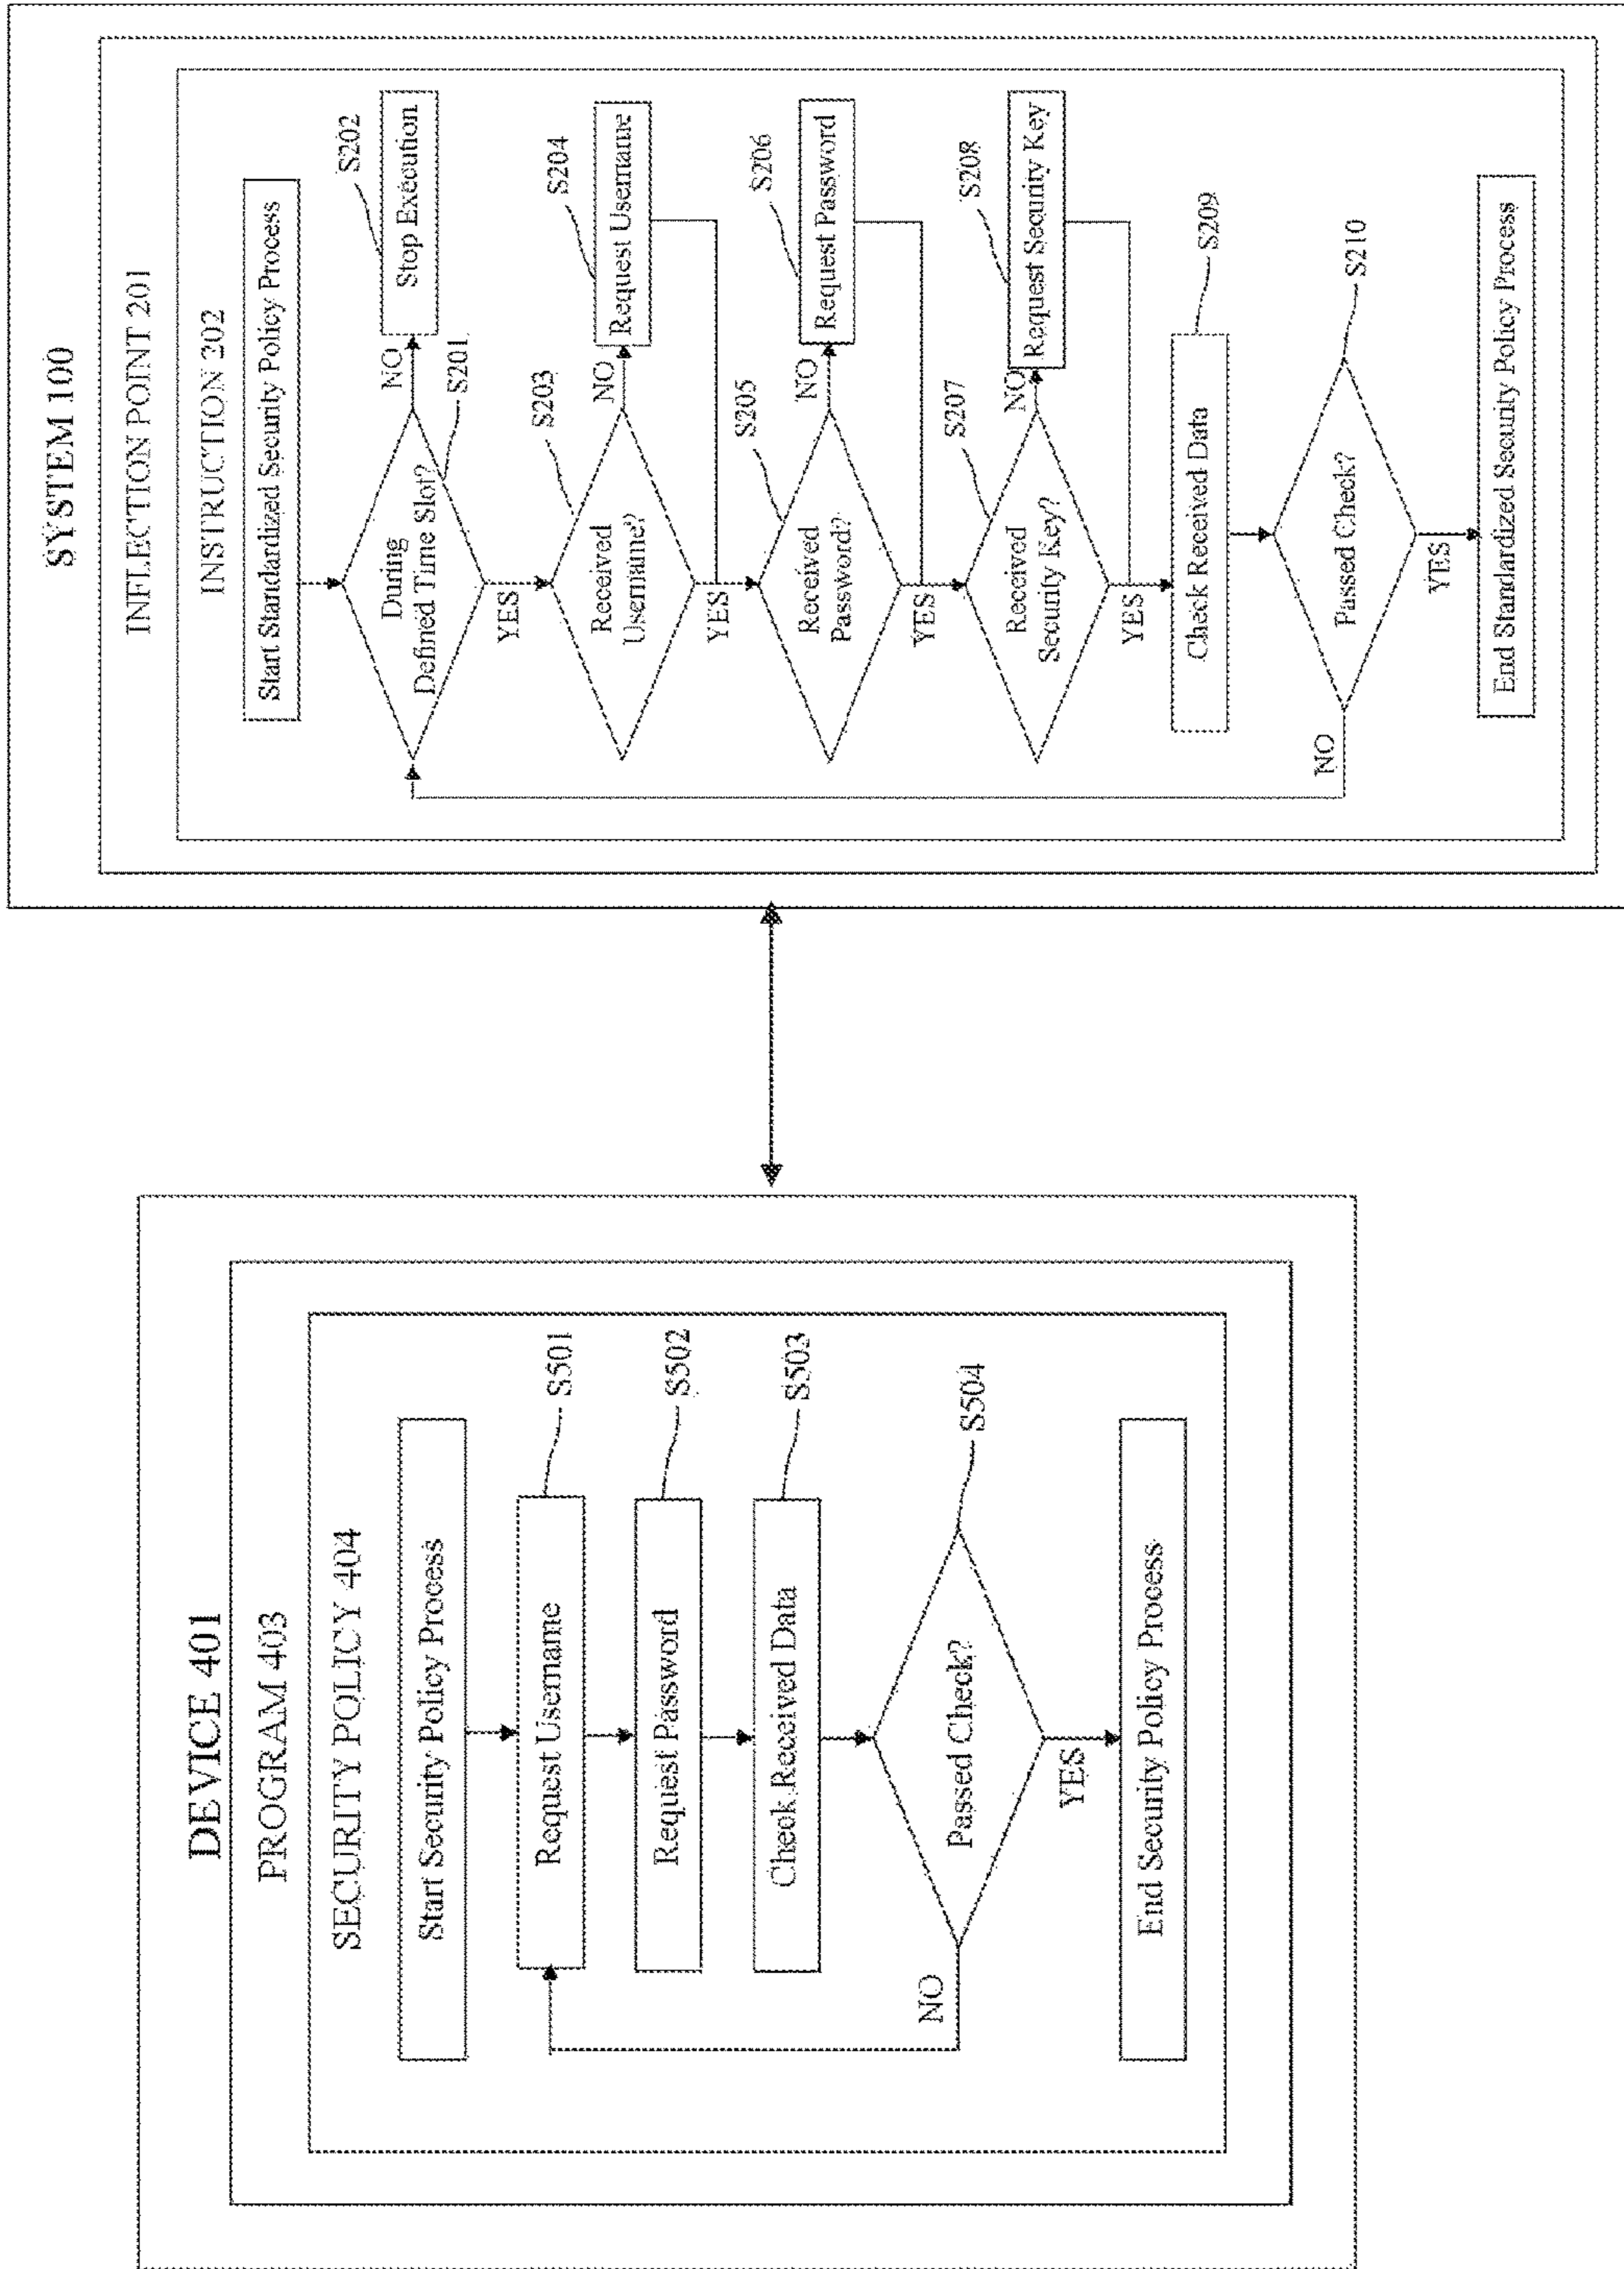 DEVICE 401
PROGRAM 403
SECURITY POLICY 404
Start Security Policy Process
Request Username
S501
Request Password
S502
Check Received Data
S503
Passed Check?
S504
NO
YES
End Security Policy Process
SYSTEM 100
INFLECTION POINT 201
INSTRUCTION 202
Start Standardized Security Policy Process
During
Defined Time Slot?
S201
NO
Stop Execution
S202
YES
Received
Username?
S203
NO
Request Username
S204
YES
Received
Password?
S205
NO
Request Password
S206
YES
Received
Security Key?
S207
NO
Request Security Key
S208
YES
Check Received Data
S209
Passed Check?
S210
NO
YES
End Standardized Security Policy Process